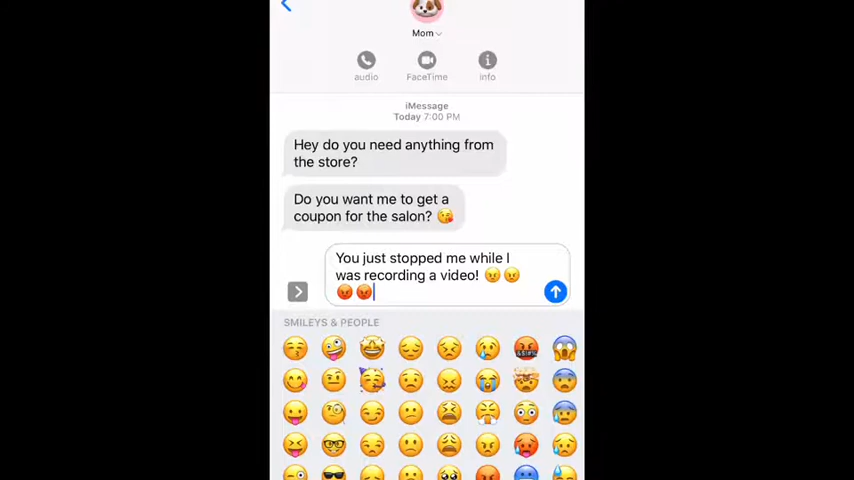 Mom
audio FaceTime info
iMessage
Today 7:00 PM
Hey do you need anything from
the store?
Do you want me to get a
coupon for the salon? 😘
You just stopped me while I
was recording a video! 😠😠
😡😡
SMILEYS & PEOPLE